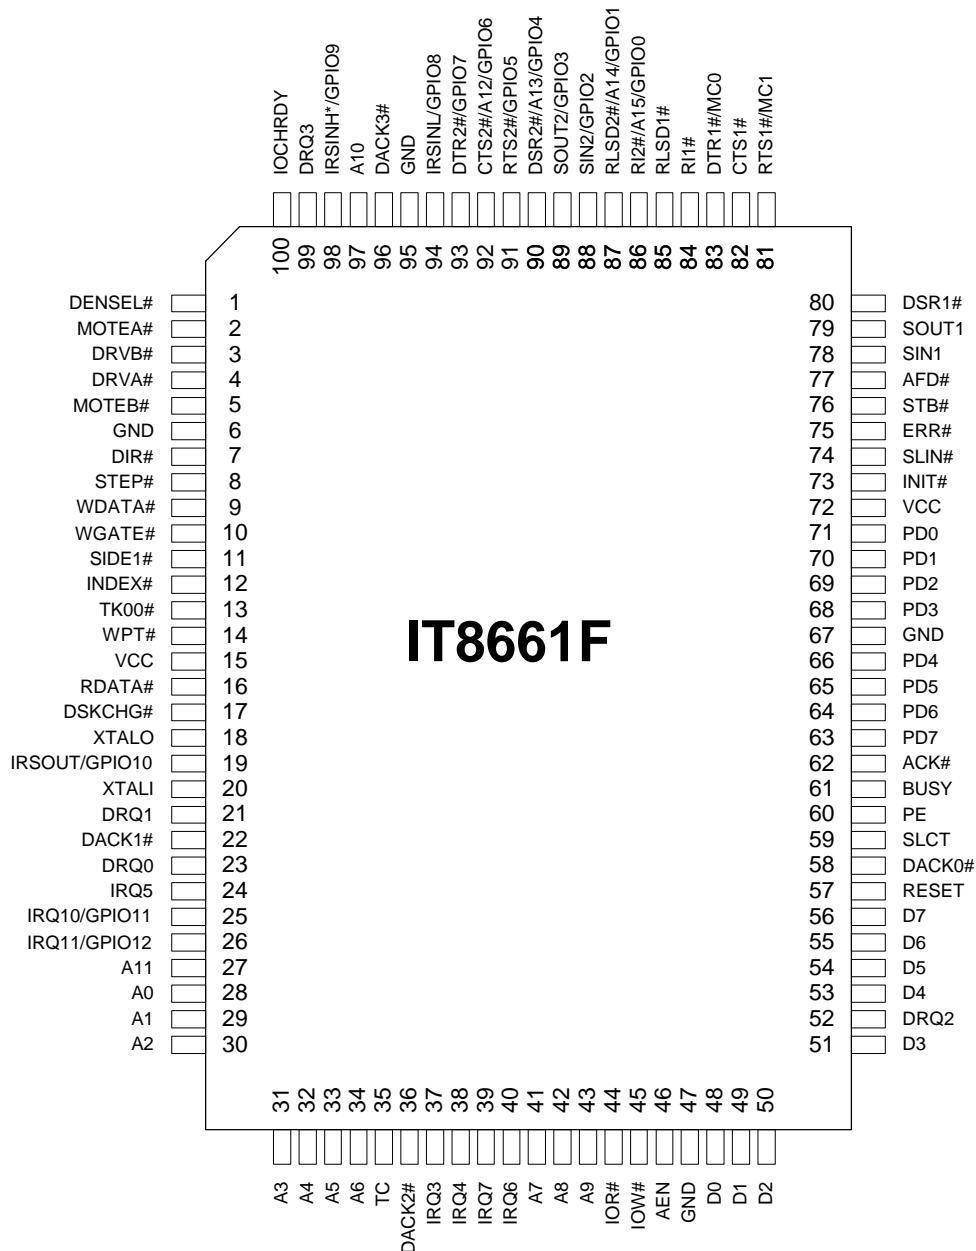 IOCHRDY
DRQ3
IRSINH*/GPIO9
A10
DACK3#
GND
IRSINL/GPIO8
DTR2#/GPIO7
CTS2#/A12/GPIO6
RTS2#/GPIO5
DSR2#/A13/GPIO4
SOUT2/GPIO3
SIN2/GPIO2
RLSD2#/A14/GPIO1
RI2#/A15/GPIO0
RLSD1#
RI1#
DTR1#/MC0
CTS1#
RTS1#/MC1
100 99 98 97 96 95 94 93 92 91 90 89 88 87 86 85 84 83 82 81
DENSEL# 1 80 DSR1#
MOTEA# 2 79 SOUT1
DRVB# 3 78 SIN1
DRVA# 4 77 AFD#
MOTEB# 5 76 STB#
GND 6 75 ERR#
DIR# 7 74 SLIN#
STEP# 8 73 INIT#
WDATA# 9 72 VCC
WGATE# 10 71 PD0
SIDE1# 11 70 PD1
INDEX# 12 69 PD2
TK00# 13 68 PD3
WPT# 14 67 GND
IT8661F
VCC 15 66 PD4
RDATA# 16 65 PD5
DSKCHG# 17 64 PD6
XTALO 18 63 PD7
IRSOUT/GPIO10 19 62 ACK#
XTALI 20 61 BUSY
DRQ1 21 60 PE
DACK1# 22 59 SLCT
DRQ0 23 58 DACK0#
IRQ5 24 57 RESET
IRQ10/GPIO11 25 56 D7
IRQ11/GPIO12 26 55 D6
A11 27 54 D5
A0 28 53 D4
A1 29 52 DRQ2
A2 30 51 D3
31 32 33 34 35 36 37 38 39 40 41 42 43 44 45 46 47 48 49 50
A3
A4
A5
A6
TC
DACK2#
IRQ3
IRQ4
IRQ7
IRQ6
A7
A8
A9
IOR#
IOW#
AEN
GND
D0
D1
D2